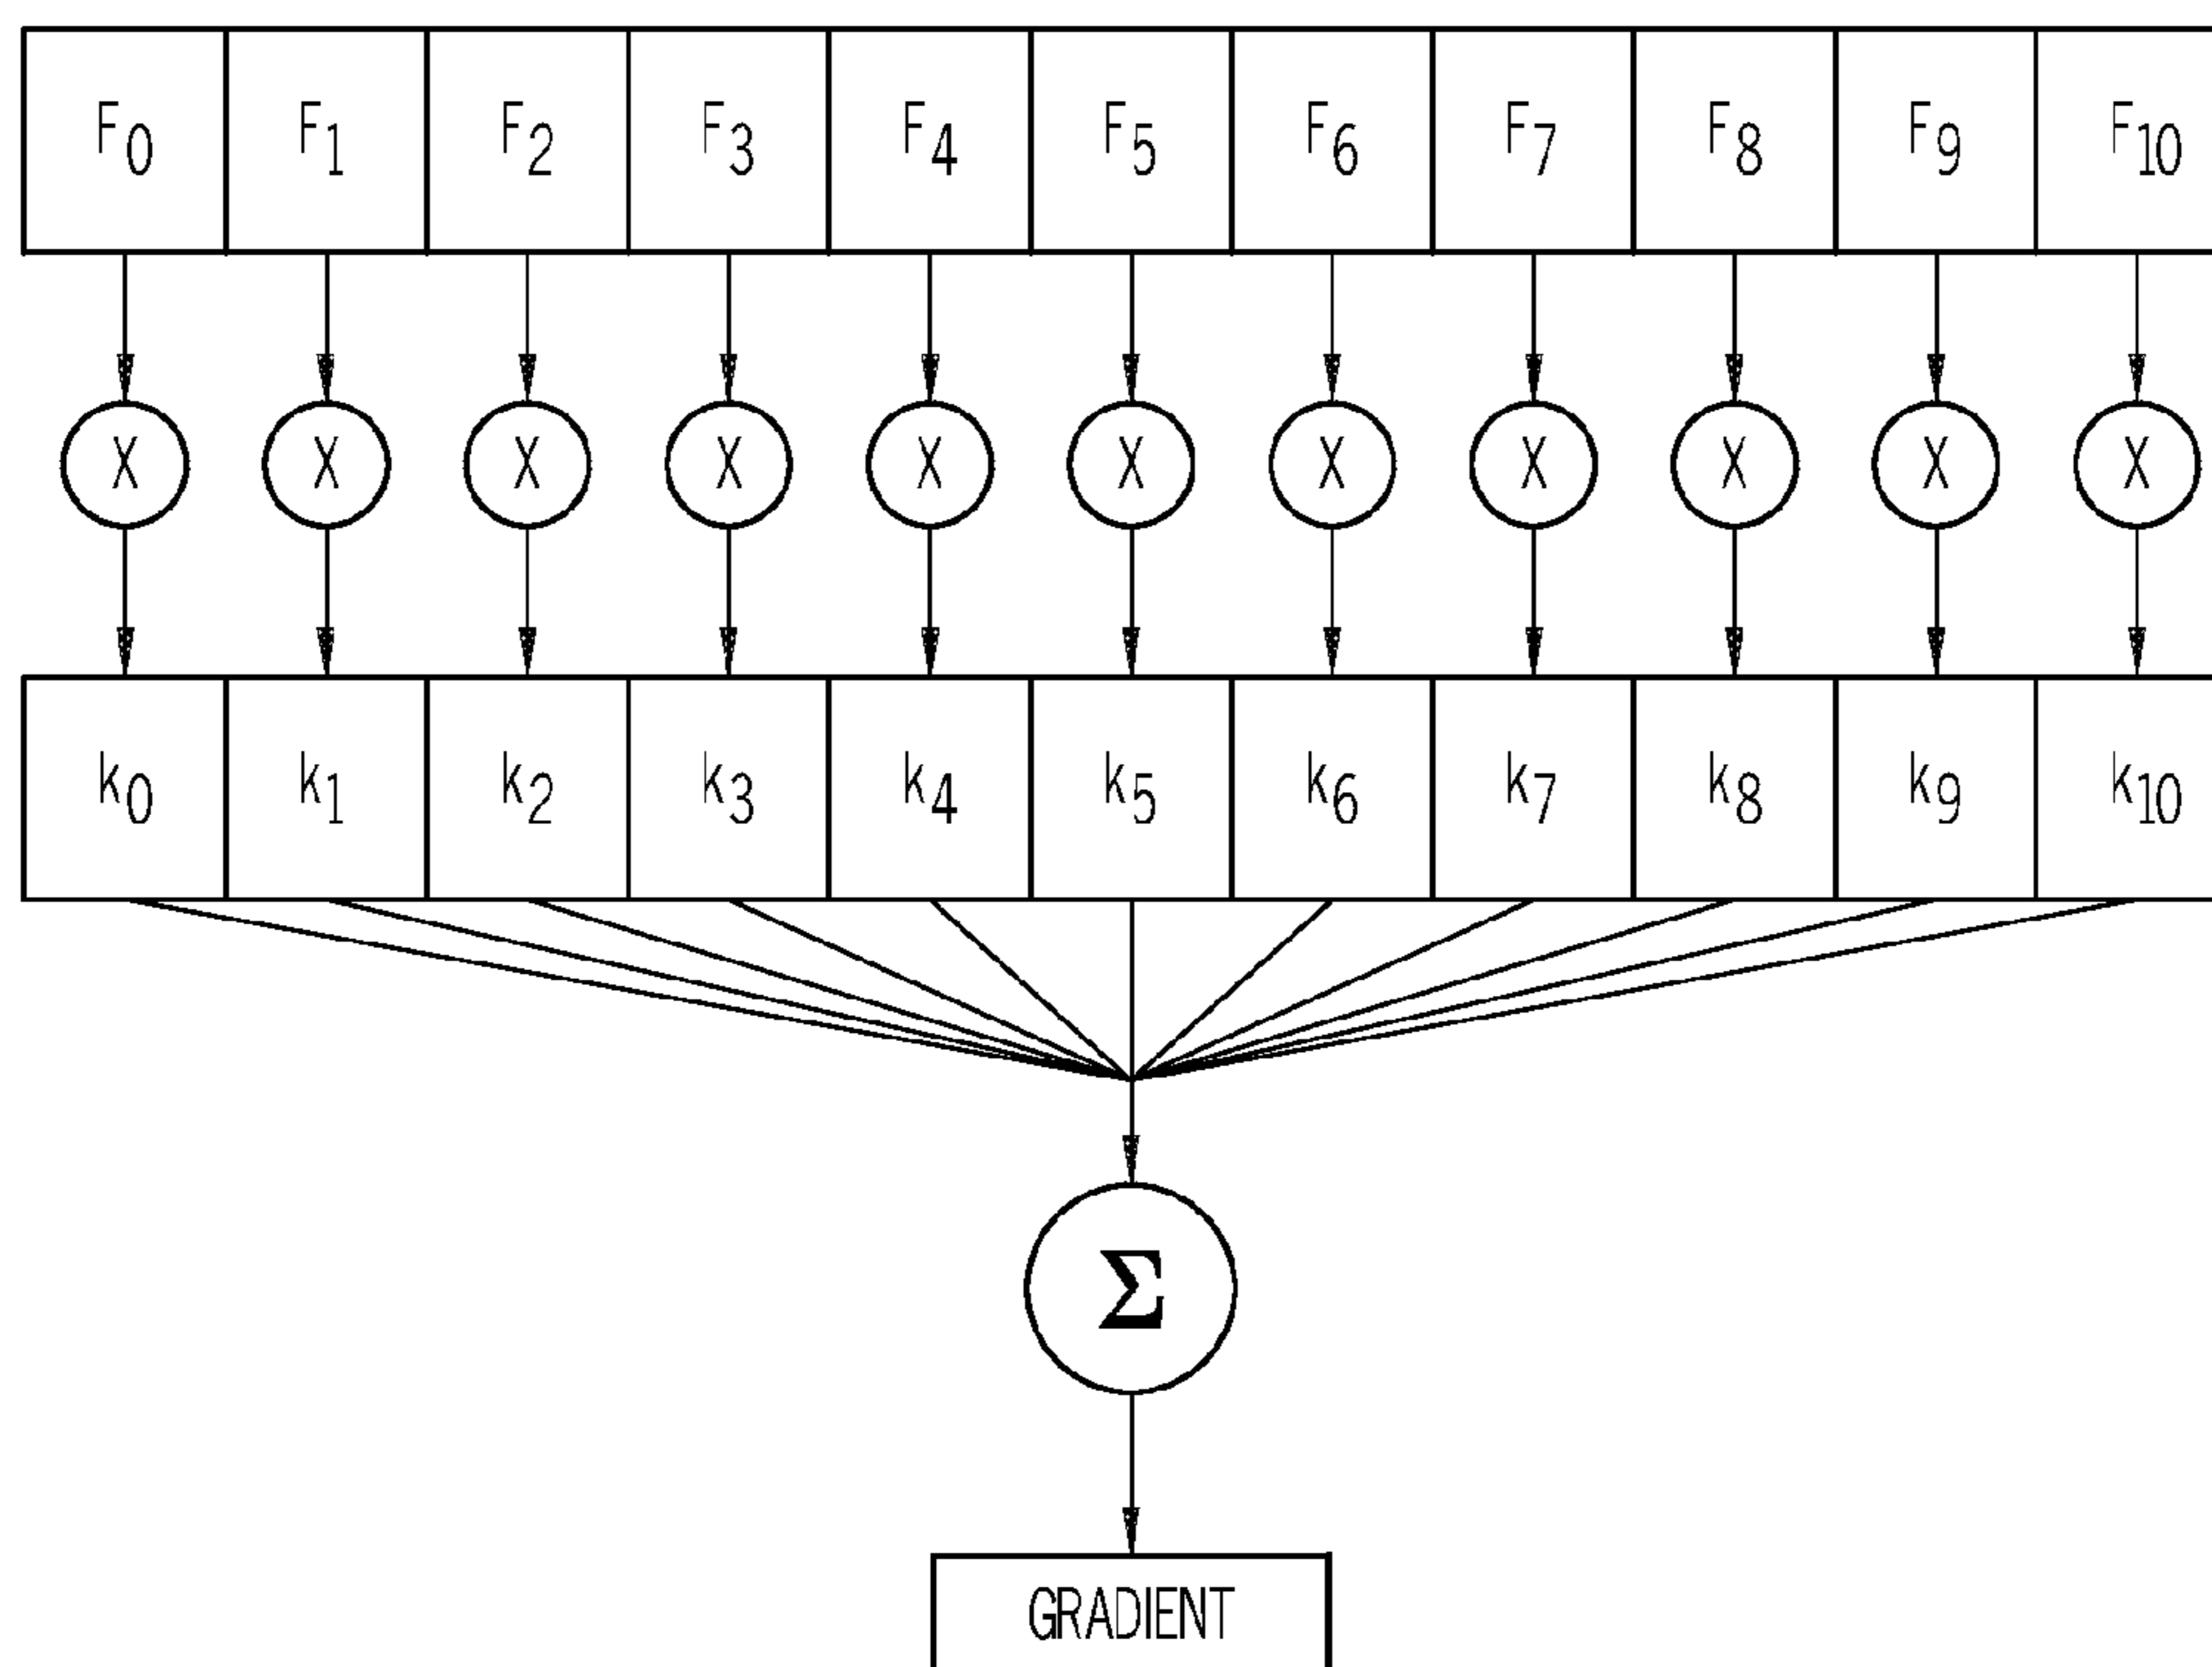 F0 F1 F2 F3 F4 F5 F6 F7 F8 F9 F10
X X X X X X X X X X X
k0 k1 k2 k3 k4 k5 k6 k7 k8 k9 k10
Σ
GRADIENT